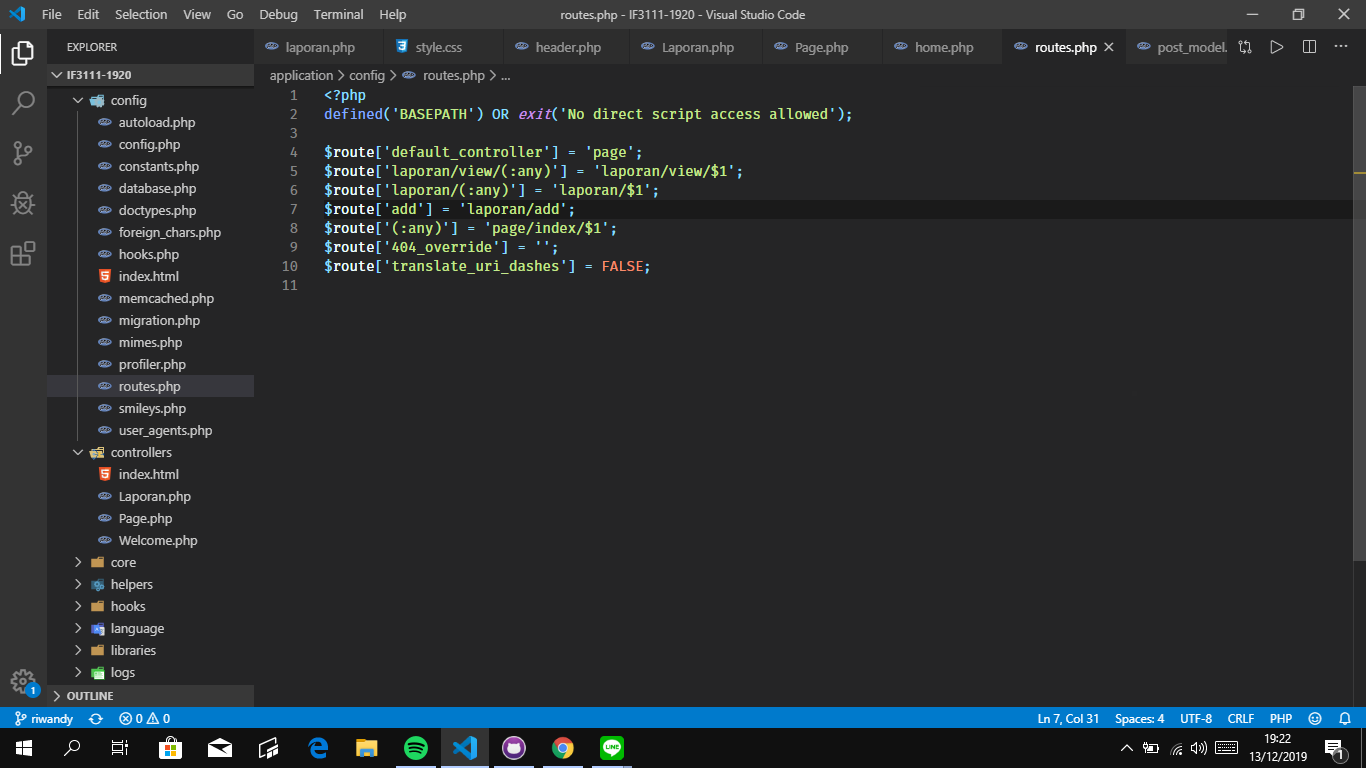 File Edit Selection View Go Debug Terminal Help routes.php - IF3111-1920 - Visual Studio Code
EXPLORER
laporan.php style.css header.php Laporan.php Page.php home.php routes.php post_model.
IF3111-1920
application > config > routes.php > ...
config
autoload.php
config.php
constants.php
database.php
doctypes.php
foreign_chars.php
hooks.php
index.html
memcached.php
migration.php
mimes.php
profiler.php
routes.php
smileys.php
user_agents.php
controllers
index.html
Laporan.php
Page.php
Welcome.php
core
helpers
hooks
language
libraries
logs
OUTLINE
1 <?php
2 defined('BASEPATH') OR exit('No direct script access allowed');
3
4 $route['default_controller'] = 'page';
5 $route['laporan/view/(:any)'] = 'laporan/view/$1';
6 $route['laporan/(:any)'] = 'laporan/$1';
7 $route['add'] = 'laporan/add';
8 $route['(:any)'] = 'page/index/$1';
9 $route['404_override'] = '';
10 $route['translate_uri_dashes'] = FALSE;
11
1
riwandy 0 0 Ln 7, Col 31 Spaces: 4 UTF-8 CRLF PHP
LINE
19:22
13/12/2019
1